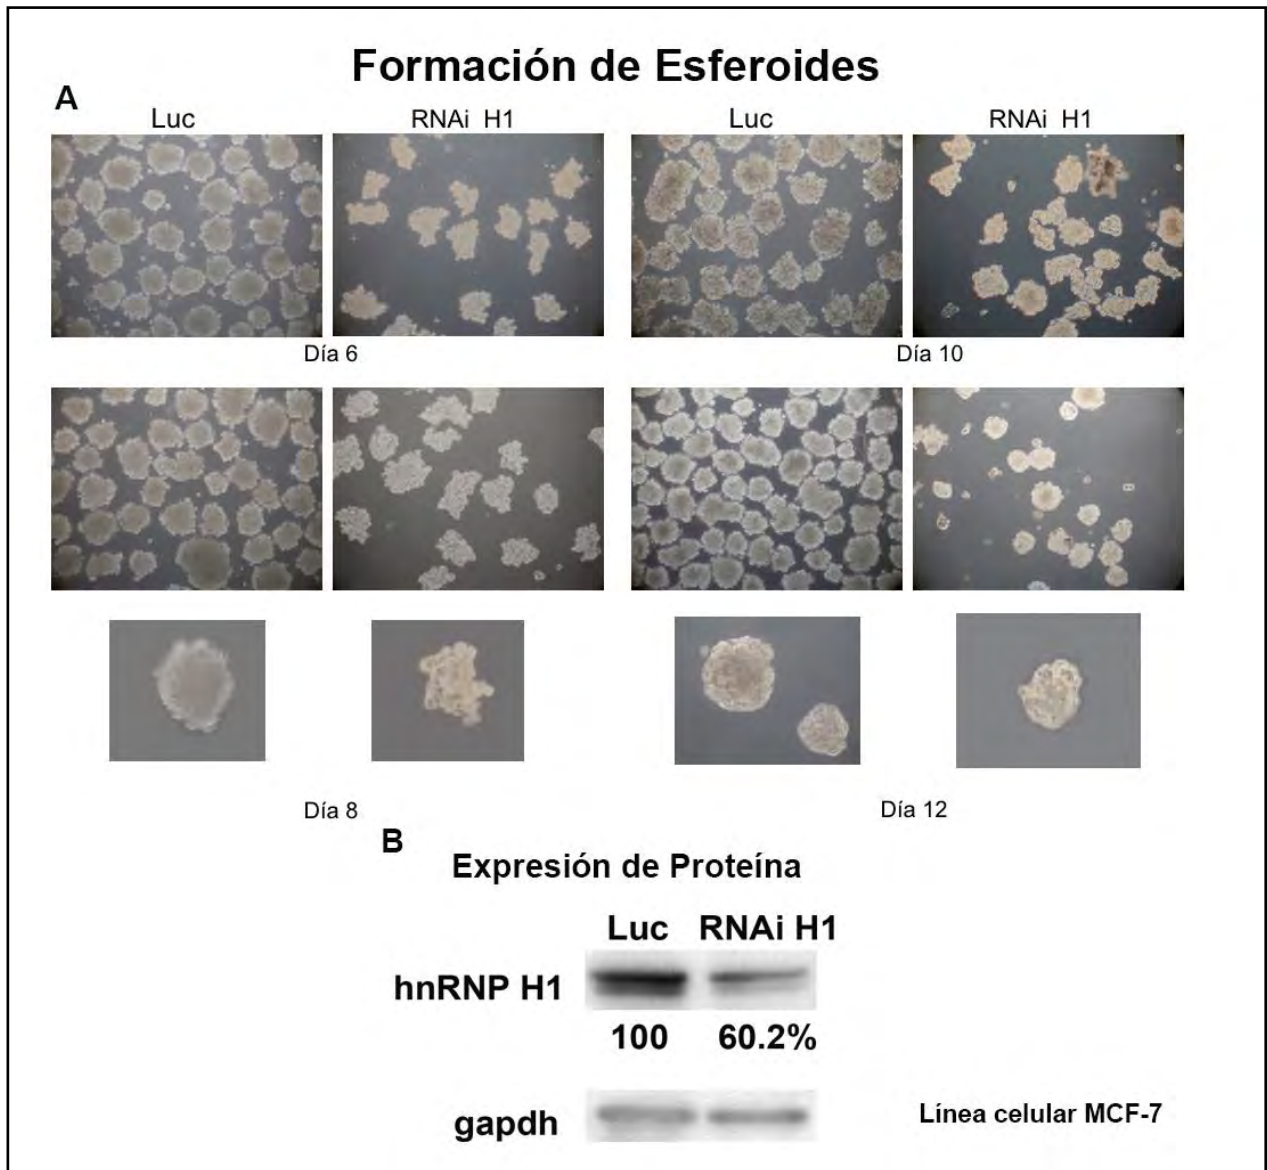 Formación de Esferoides
A
Luc RNAi H1 Luc RNAi H1
Día 6 Día 10
Día 8 Día 12
B
Expresión de Proteína
Luc RNAi H1
hnRNP H1
100 60.2%
gapdh
Línea celular MCF-7